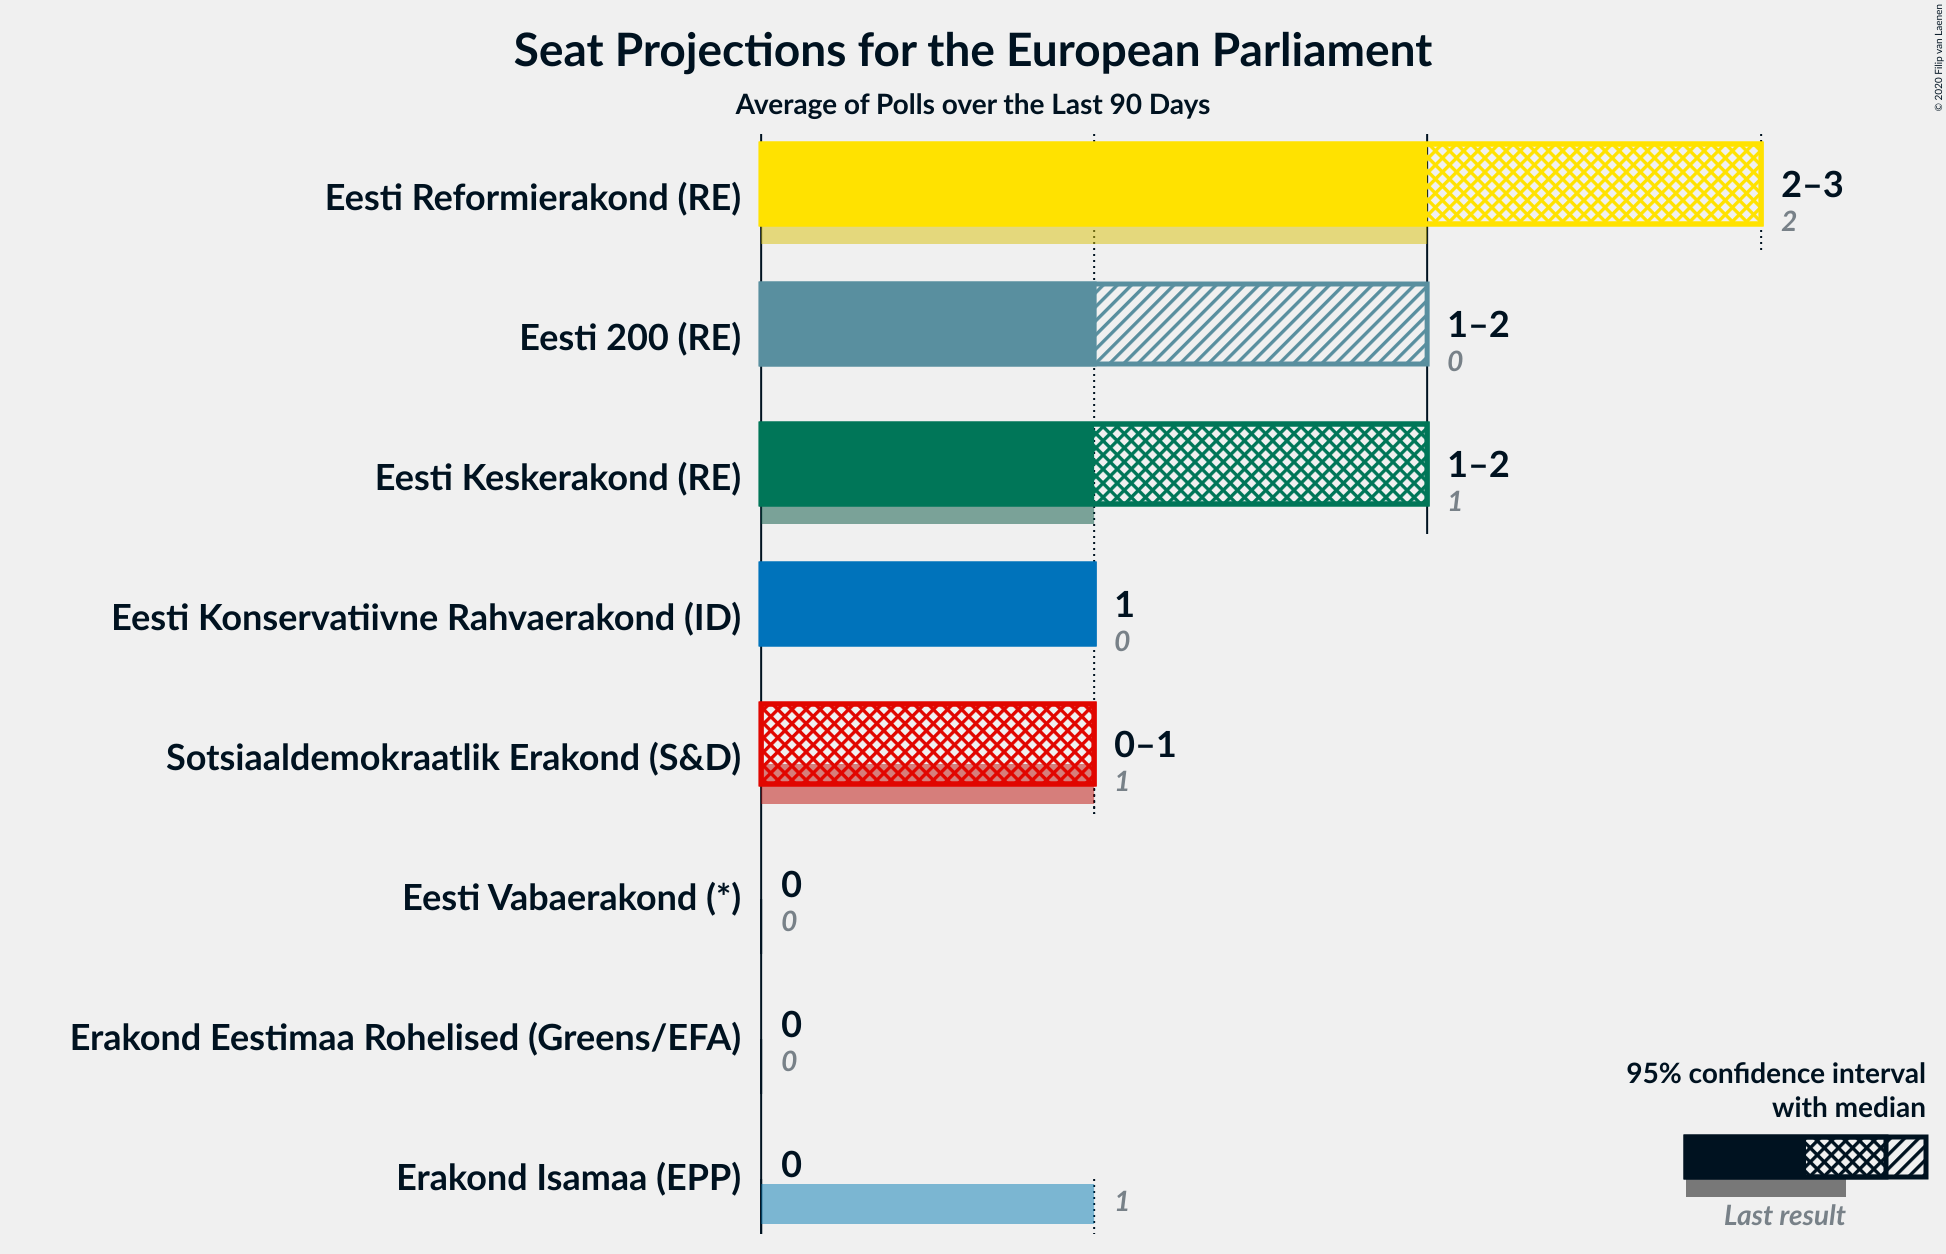 Seat Projections for the European Parliament
Average of Polls over the Last 90 Days
© 2020 Filip van Laenen
Eesti Reformierakond (RE)
2–3
2
Eesti 200 (RE)
1–2
0
Eesti Keskerakond (RE)
1–2
1
Eesti Konservatiivne Rahvaerakond (ID)
1
0
Sotsiaaldemokraatlik Erakond (S&D)
0–1
1
Eesti Vabaerakond (*)
0
0
Erakond Eestimaa Rohelised (Greens/EFA)
0
0
Erakond Isamaa (EPP)
0
1
95% confidence interval
with median
Last result